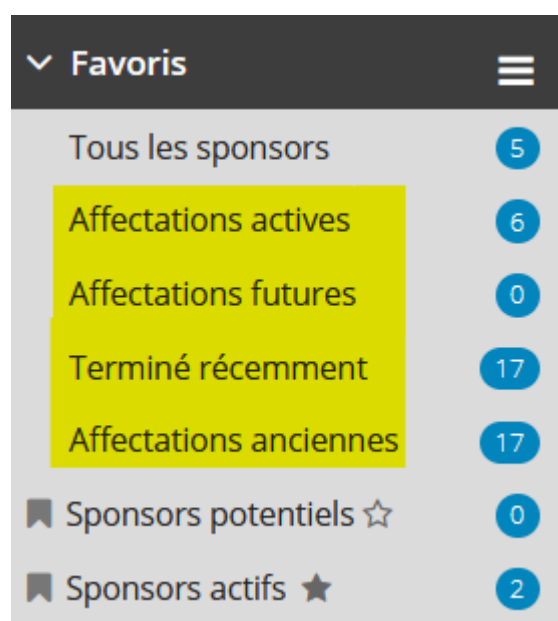 Favoris
Tous les sponsors 5
Affectations actives 6
Affectations futures 0
Terminé récemment 17
Affectations anciennes 17
Sponsors potentiels 0
Sponsors actifs 2